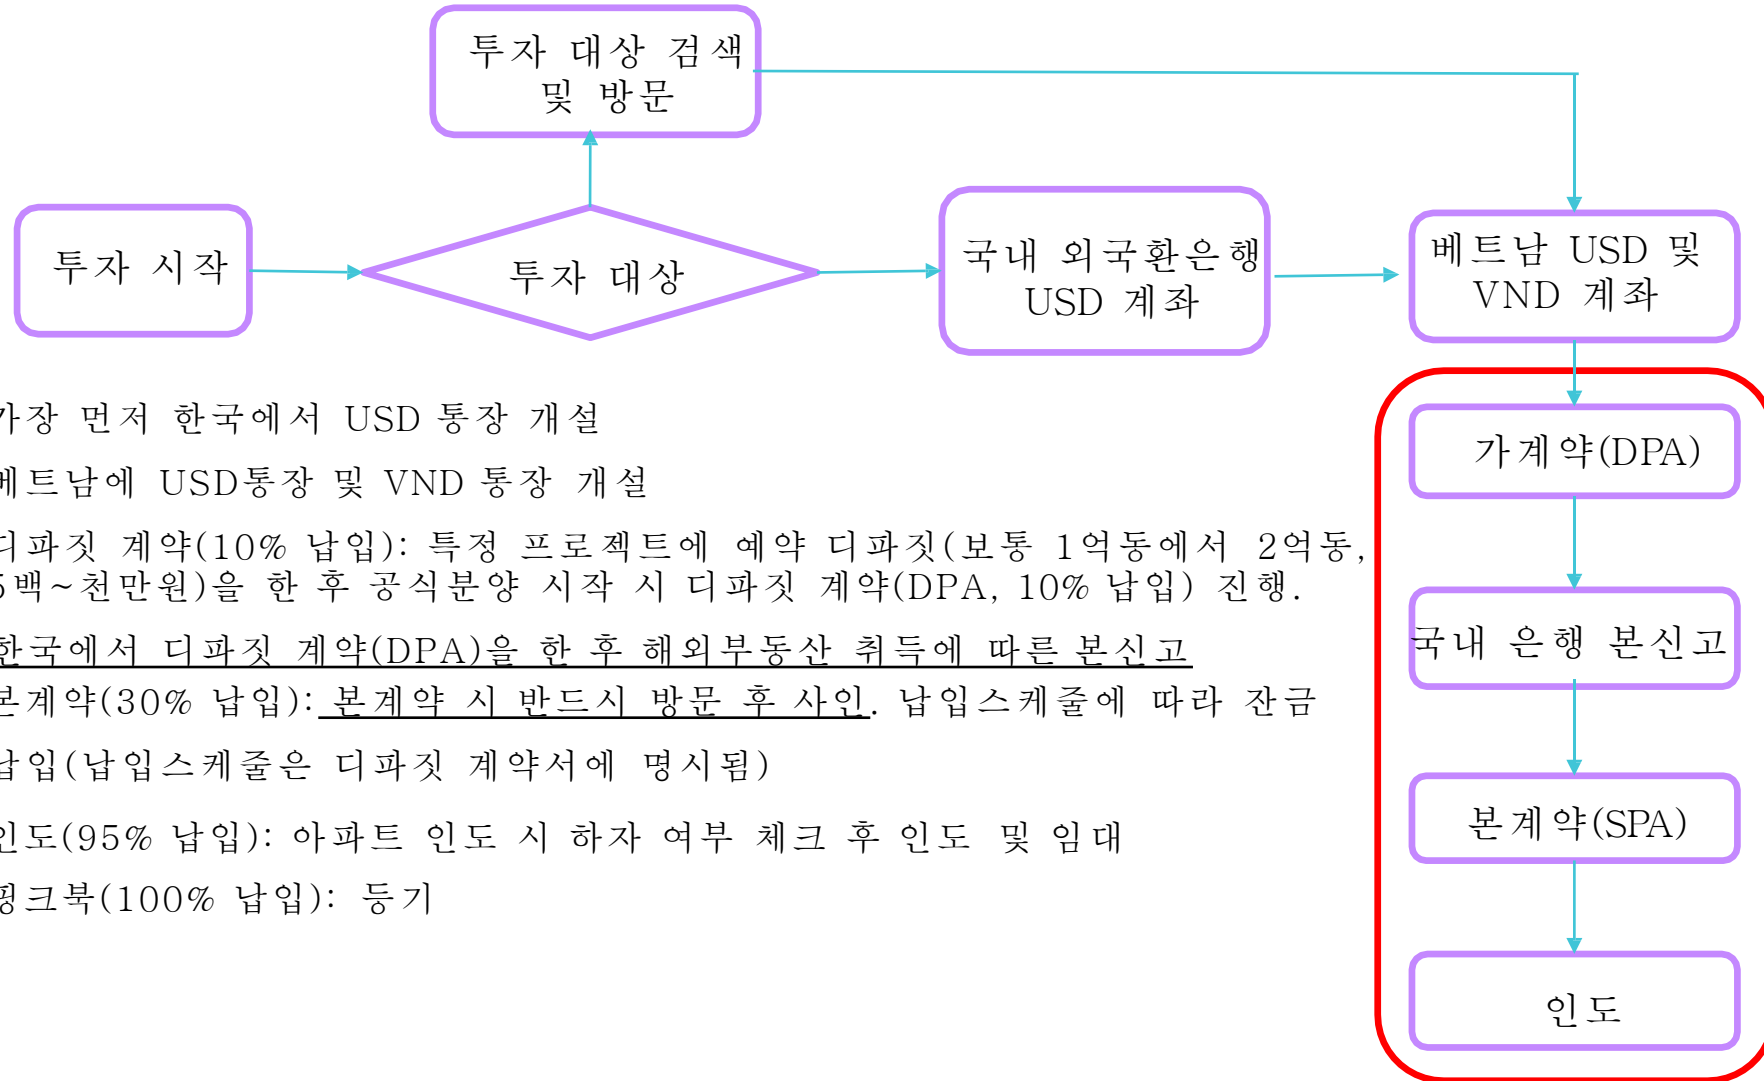 투자 대상 검색
및 방문
투자 시작
투자 대상
국내 외국환은행
USD 계좌
베트남 USD 및
VND 계좌
가장 먼저 한국에서 USD 통장 개설
베트남에 USD통장 및 VND 통장 개설
디파짓 계약(10% 납입): 특정 프로젝트에 예약 디파짓(보통 1억동에서 2억동,
5백~천만원)을 한 후 공식분양 시작 시 디파짓 계약(DPA, 10% 납입) 진행.
한국에서 디파짓 계약(DPA)을 한 후 해외부동산 취득에 따른 본신고
본계약(30% 납입): 본계약 시 반드시 방문 후 사인. 납입스케줄에 따라 잔금
납입(납입스케줄은 디파짓 계약서에 명시됨)
인도(95% 납입): 아파트 인도 시 하자 여부 체크 후 인도 및 임대
핑크북(100% 납입): 등기
가계약(DPA)
국내 은행 본신고
본계약(SPA)
인도